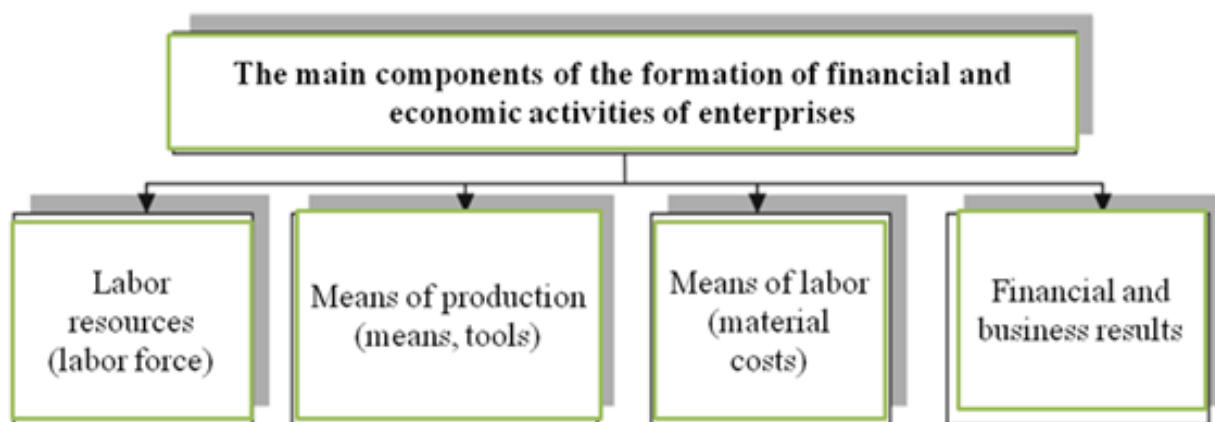 The main components of the formation of financial and
economic activities of enterprises
Labor
resources
(labor force)
Means of production
(means, tools)
Means of labor
(material
costs)
Financial and
business results